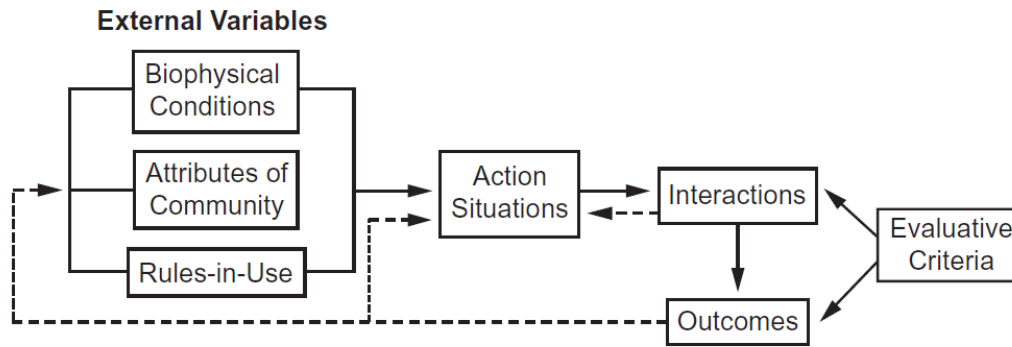 External Variables
Biophysical
Conditions
Attributes of
Community
Rules-in-Use
Action
Situations
Interactions
Outcomes
Evaluative
Criteria